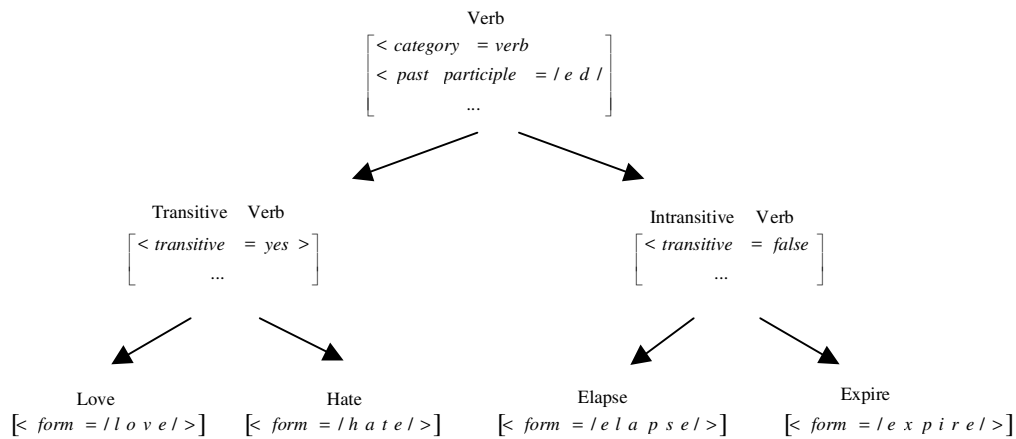 Verb
< category = verb
< past participle = / e d /
...
Transitive Verb
< transitive = yes >
...
Intransitive Verb
< transitive = false
...
Love
[< form = / l o v e / >]
Hate
[< form = / h a t e / >]
Elapse
[< form = / e l a p s e / >]
Expire
[< form = / e x p i r e / >]